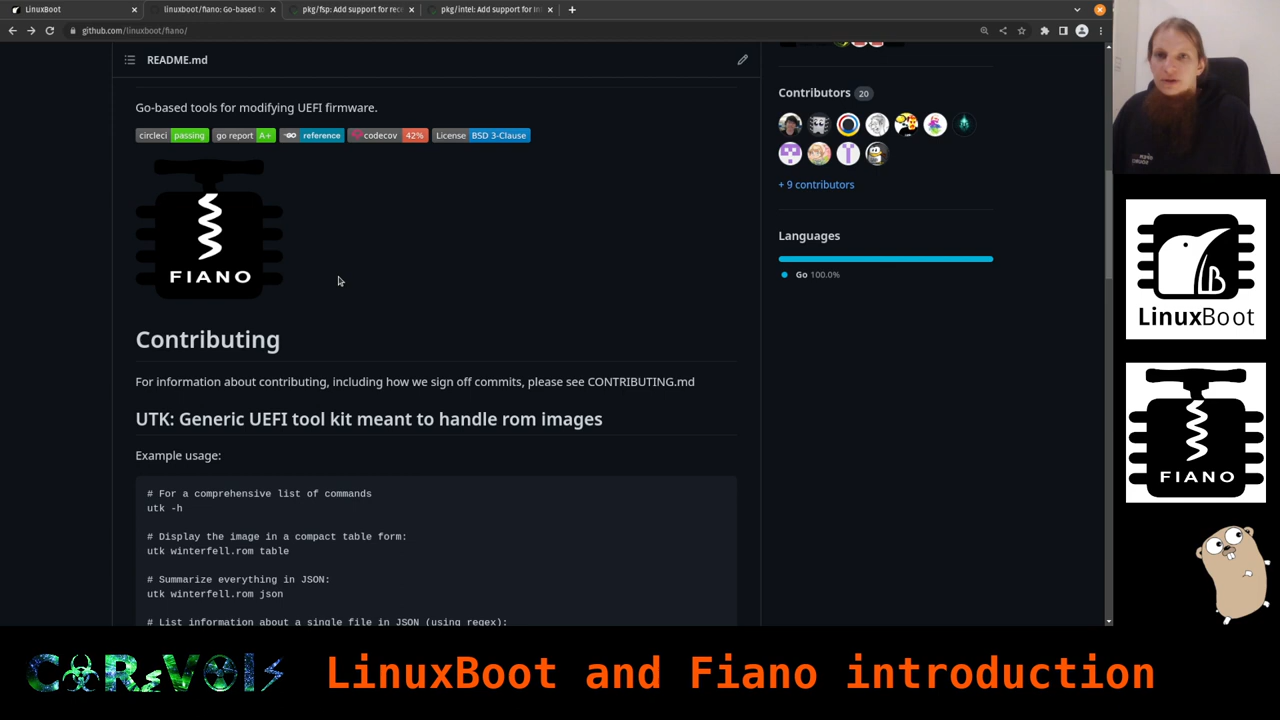 LinuxBoot
linuxboot/fiano: Go-based to
pkg/fsp: Add support for rec
pkg/intel: Add support for In
github.com/linuxboot/fiano/
README.md
Go-based tools for modifying UEFI firmware.
circleci passing go report A+ reference codecov 42% License BSD 3-Clause
FIANO
Contributing
For information about contributing, including how we sign off commits, please see CONTRIBUTING.md
UTK: Generic UEFI tool kit meant to handle rom images
Example usage:
# For a comprehensive list of commands
utk -h
# Display the image in a compact table form:
utk winterfell.rom table
# Summarize everything in JSON:
utk winterfell.rom json
# List information about a single file in JSON (using regex):
Contributors 20
+ 9 contributors
Languages
Go 100.0%
LB
LinuxBoot
FIANO
LinuxBoot and Fiano introduction